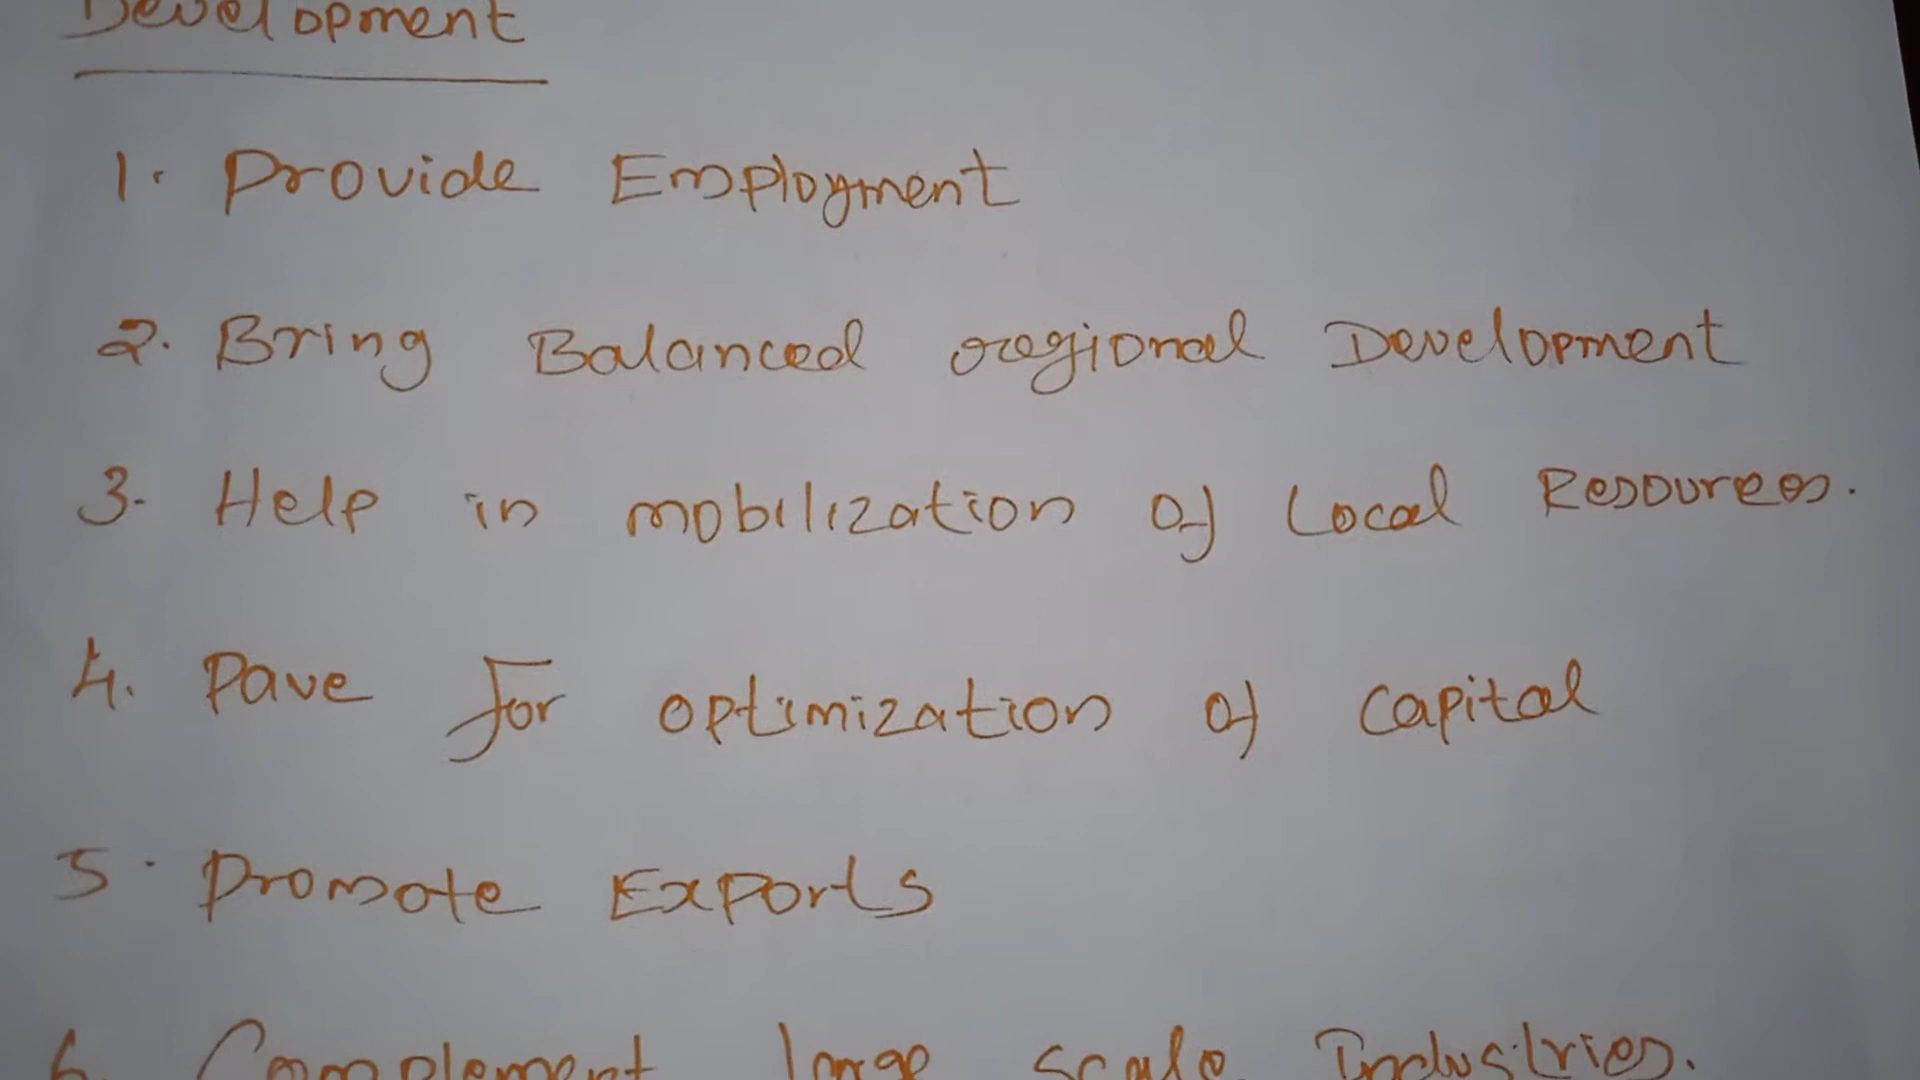 Development
1. Provide Employment
2. Bring Balanced regional Development
3. Help in mobilization of Local Resources.
4. Pave for optimization of capital
5. Promote Exports
6. Complement large scale Industries.